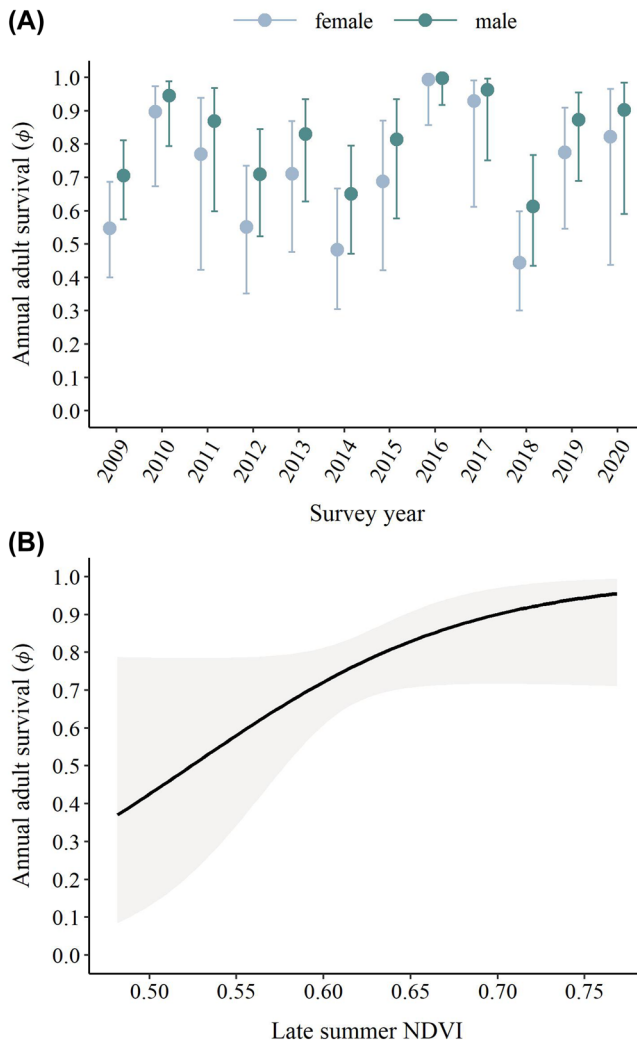 (A)
female male
Annual adult survival (ϕ)
1.0
0.9
0.8
0.7
0.6
0.5
0.4
0.3
0.2
0.1
0.0
2009 2010 2011 2012 2013 2014 2015 2016 2017 2018 2019 2020
Survey year
(B)
Annual adult survival (ϕ)
1.0
0.9
0.8
0.7
0.6
0.5
0.4
0.3
0.2
0.1
0.0
0.50 0.55 0.60 0.65 0.70 0.75
Late summer NDVI